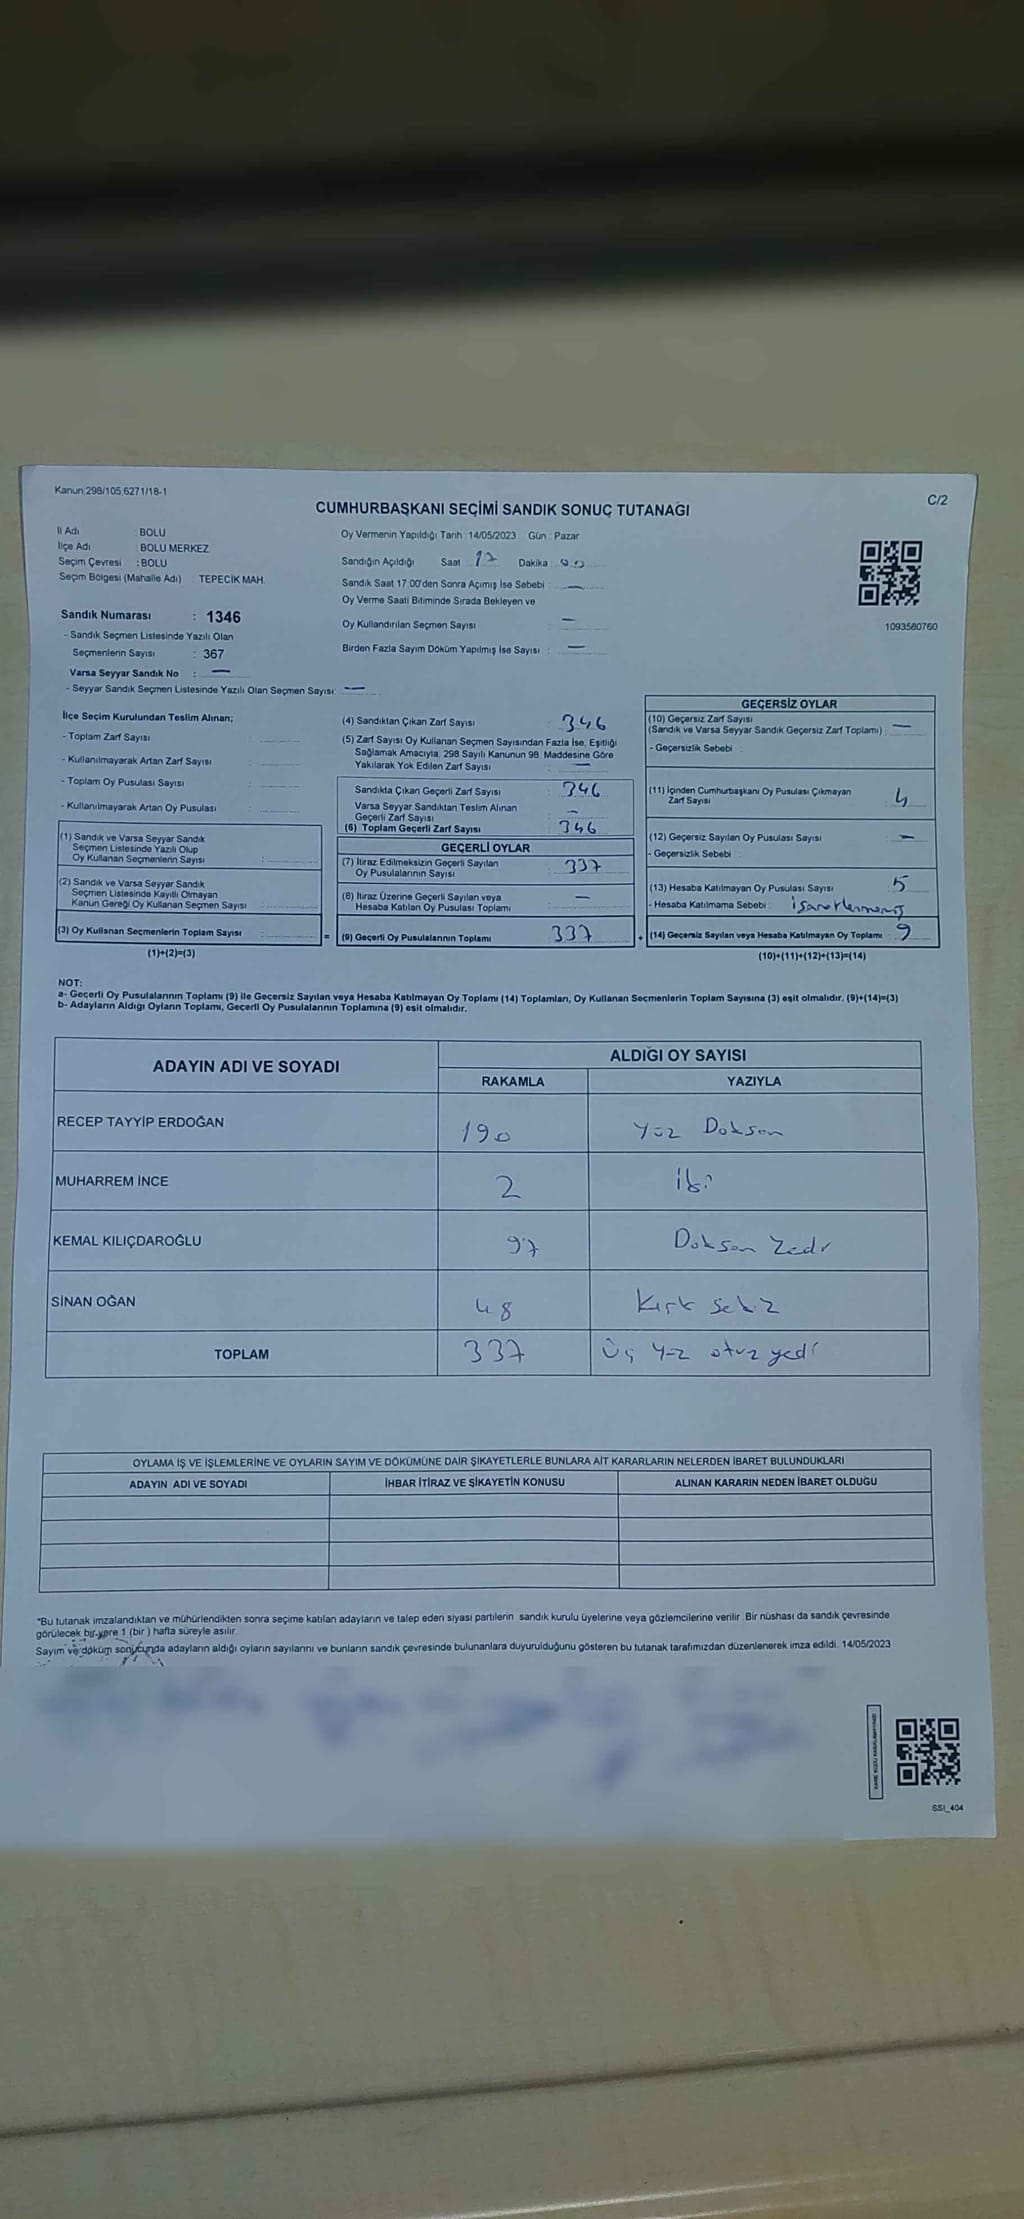 Kanun:298/105,6271/18-1
C/2
CUMHURBAŞKANI SEÇİMİ SANDIK SONUÇ TUTANAĞI
İl Adı : BOLU
İlçe Adı : BOLU MERKEZ
Seçim Çevresi : BOLU
Seçim Bölgesi (Mahalle Adı) : TEPECİK MAH.
Sandık Numarası : 1346
- Sandık Seçmen Listesinde Yazılı Olan
Seçmenlerin Sayısı : 367
Varsa Seyyar Sandık No : —
- Seyyar Sandık Seçmen Listesinde Yazılı Olan Seçmen Sayısı: —
Oy Vermenin Yapıldığı Tarih :14/05/2023 Gün : Pazar
Sandığın Açıldığı Saat 17 Dakika 00
Sandık Saat 17.00'den Sonra Açımış İse Sebebi : —
Oy Verme Saati Bitiminde Sırada Bekleyen ve
Oy Kullandırılan Seçmen Sayısı : —
Birden Fazla Sayım Döküm Yapılmış İse Sayısı : —
1093580760
İlçe Seçim Kurulundan Teslim Alınan;
- Toplam Zarf Sayısı :
- Kullanılmayarak Artan Zarf Sayısı :
- Toplam Oy Pusulası Sayısı :
- Kullanılmayarak Artan Oy Pusulası :
(1) Sandık ve Varsa Seyyar Sandık
Seçmen Listesinde Yazılı Olup
Oy Kullanan Seçmenlerin Sayısı :
(2) Sandık ve Varsa Seyyar Sandık
Seçmen Listesinde Kayıtlı Olmayan
Kanun Gereği Oy Kullanan Seçmen Sayısı :
(3) Oy Kullanan Seçmenlerin Toplam Sayısı :
(1)+(2)=(3)
(4) Sandıktan Çıkan Zarf Sayısı : 346
(5) Zarf Sayısı Oy Kullanan Seçmen Sayısından Fazla İse, Eşitliği
Sağlamak Amacıyla, 298 Sayılı Kanunun 98. Maddesine Göre
Yakılarak Yok Edilen Zarf Sayısı : —
Sandıkta Çıkan Geçerli Zarf Sayısı : 346
Varsa Seyyar Sandıktan Teslim Alınan
Geçerli Zarf Sayısı : —
(6) Toplam Geçerli Zarf Sayısı : 346
GEÇERLİ OYLAR
(7) İtiraz Edilmeksizin Geçerli Sayılan
Oy Pusulalarının Sayısı : 337
(8) İtiraz Üzerine Geçerli Sayılan veya
Hesaba Katılan Oy Pusulası Toplamı : —
= (9) Geçerli Oy Pusulalarının Toplamı : 337
GEÇERSİZ OYLAR
(10) Geçersiz Zarf Sayısı
(Sandık ve Varsa Seyyar Sandık Geçersiz Zarf Toplamı) : —
- Geçersizlik Sebebi :
(11) İçinden Cumhurbaşkanı Oy Pusulası Çıkmayan
Zarf Sayısı : 4
(12) Geçersiz Sayılan Oy Pusulası Sayısı : —
- Geçersizlik Sebebi :
(13) Hesaba Katılmayan Oy Pusulası Sayısı : 5
- Hesaba Katılmama Sebebi : işaretlenmemiş
+ (14) Geçersiz Sayılan veya Hesaba Katılmayan Oy Toplamı : 9
(10)+(11)+(12)+(13)=(14)
NOT:
a- Geçerli Oy Pusulalarının Toplamı (9) ile Geçersiz Sayılan veya Hesaba Katılmayan Oy Toplamı (14) Toplamları, Oy Kullanan Seçmenlerin Toplam Sayısına (3) eşit olmalıdır. (9)+(14)=(3)
b- Adayların Aldığı Oyların Toplamı, Geçerli Oy Pusulalarının Toplamına (9) eşit olmalıdır.
ADAYIN ADI VE SOYADI ALDIĞI OY SAYISI
RAKAMLA YAZIYLA
RECEP TAYYİP ERDOĞAN 190 Yüz Doksan
MUHARREM İNCE 2 iki
KEMAL KILIÇDAROĞLU 97 Doksan Yedi
SİNAN OĞAN 48 Kırk Sekiz
TOPLAM 337 Üç Yüz otuz yedi
OYLAMA İŞ VE İŞLEMLERİNE VE OYLARIN SAYIM VE DÖKÜMÜNE DAİR ŞİKAYETLERLE BUNLARA AİT KARARLARIN NELERDEN İBARET BULUNDUKLARI
ADAYIN ADI VE SOYADI İHBAR İTİRAZ VE ŞİKAYETİN KONUSU ALINAN KARARIN NEDEN İBARET OLDUĞU
*Bu tutanak imzalandıktan ve mühürlendikten sonra seçime katılan adayların ve talep eden siyasi partilerin sandık kurulu üyelerine veya gözlemcilerine verilir. Bir nüshası da sandık çevresinde
görülecek bir yere 1 (bir ) hafta süreyle asılır.
Sayım ve döküm sonucunda adayların aldığı oyların sayılarını ve bunların sandık çevresinde bulunanlara duyurulduğunu gösteren bu tutanak tarafımızdan düzenlenerek imza edildi. 14/05/2023
SSI_404